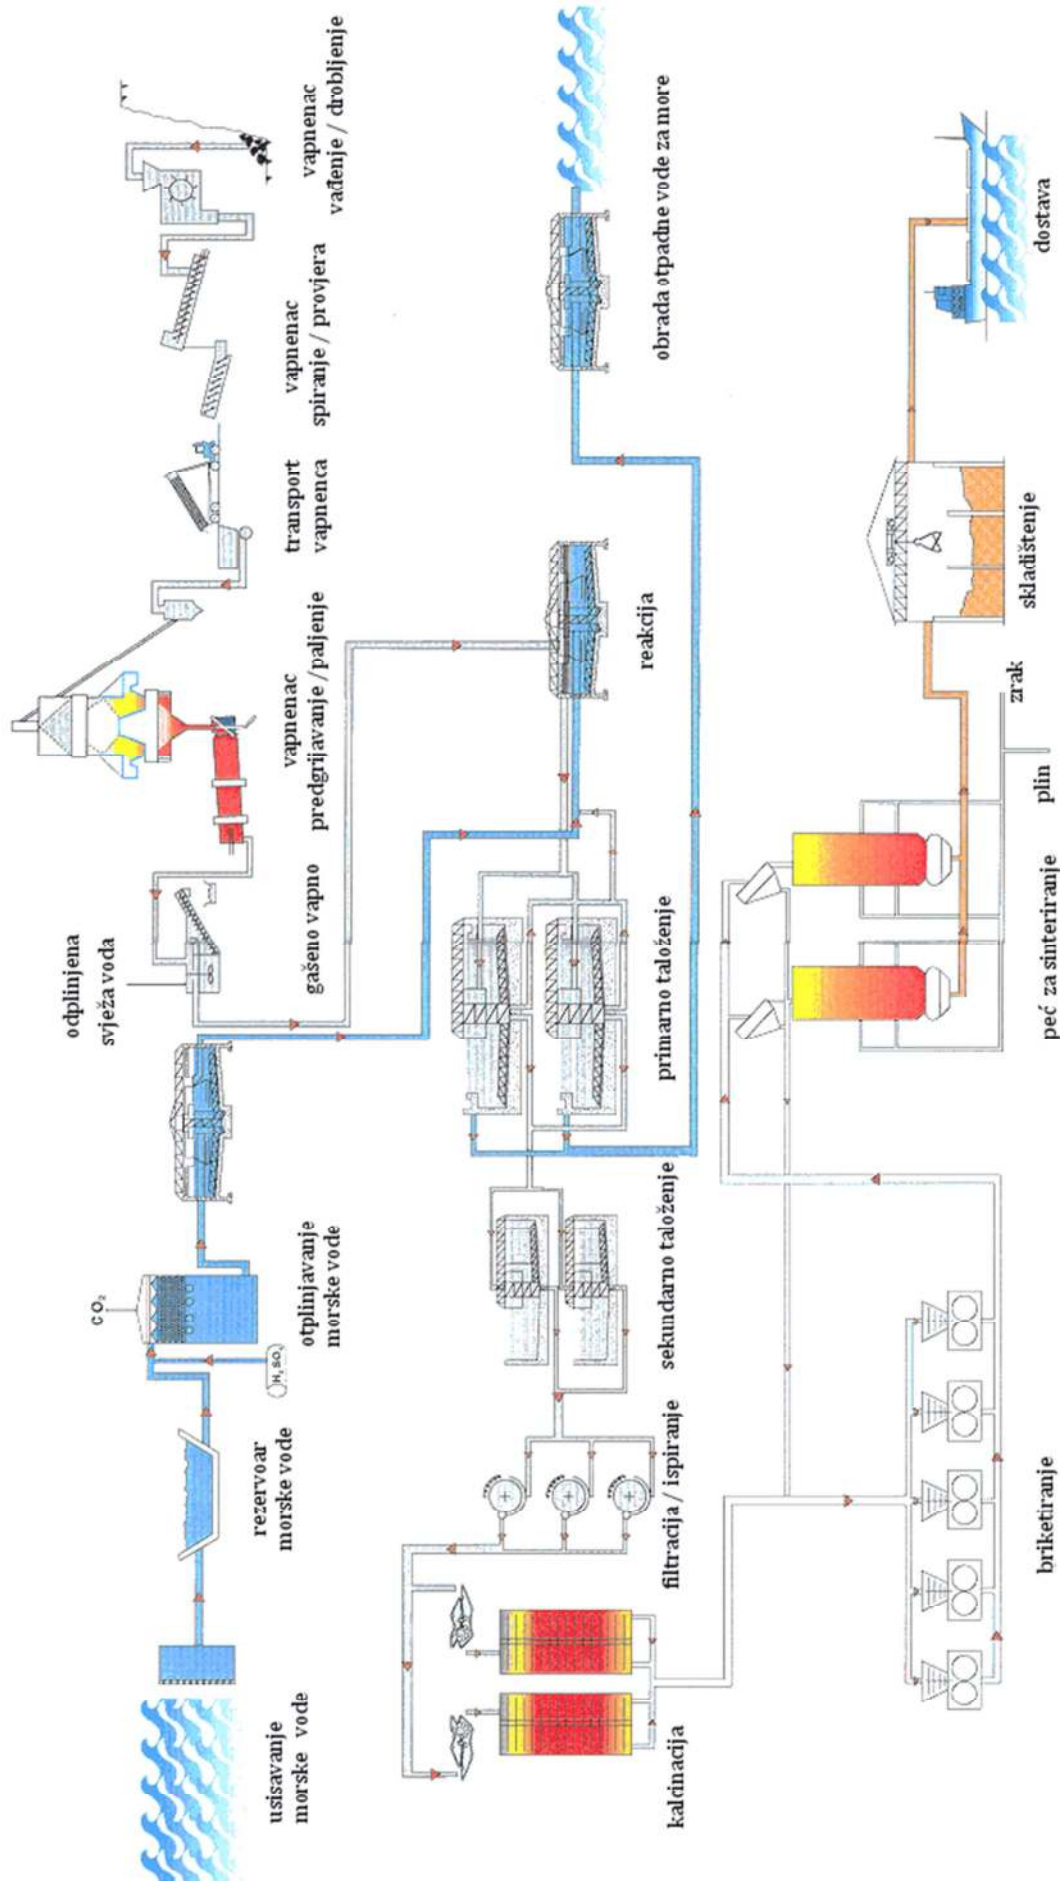 usisavanje
morske vode
rezervoar
morske vode
H₂SO₄
CO₂
otplinjavanje
morske vode
odplinjena
svježa voda
gašeno vapno
vapnenac
predgrijavanje /paljenje
transport
vapnenca
vapnenac
spiranje / provjera
vapnenac
vađenje / drobljenje
kalcinacija
filtracija / ispiranje
sekundarno taloženje
primarno taloženje
reakcija
obrada otpadne vode za more
briketiranje
peć za sinteriranje
plin
zrak
skladištenje
dostava